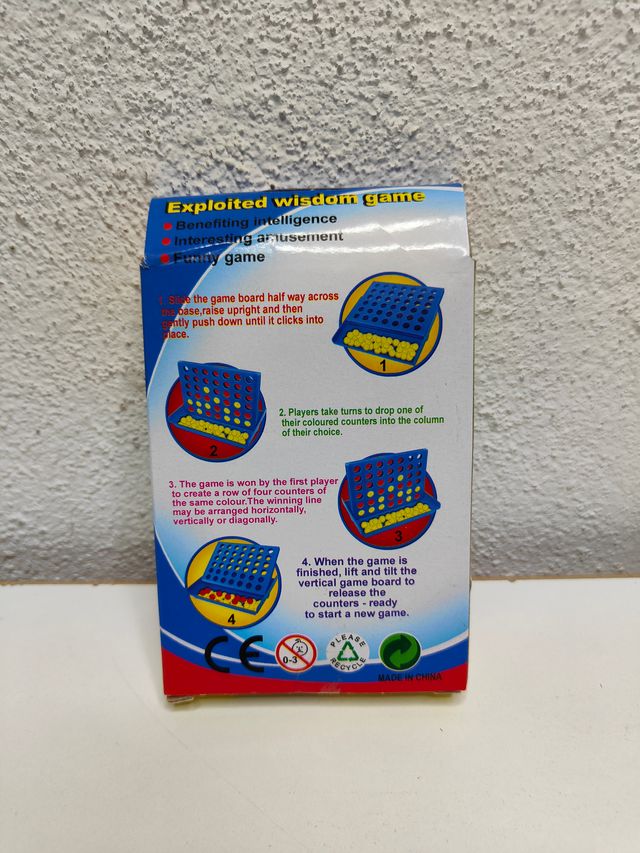 Exploited wisdom game
Benefiting intelligence
Interesting amusement
Funny game
1. Slide the game board half way across
the base,raise upright and then
gently push down until it clicks into
place.
1
2. Players take turns to drop one of
their coloured counters into the column
of their choice.
2
3. The game is won by the first player
to create a row of four counters of
the same colour.The winning line
may be arranged horizontally,
vertically or diagonally.
3
4. When the game is
finished, lift and tilt the
vertical game board to
release the
counters - ready
to start a new game.
4
CE
0-3
PLEASE
RECYCLE
MADE IN CHINA